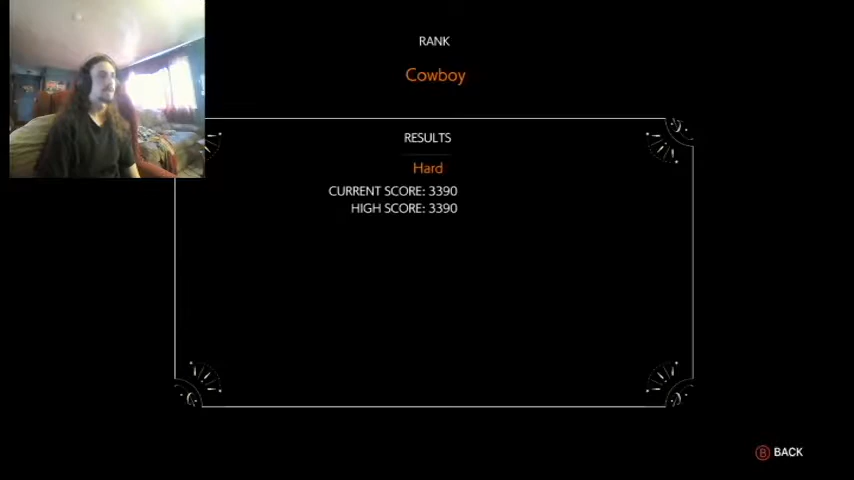 RANK
Cowboy
RESULTS
Hard
CURRENT SCORE: 3390
HIGH SCORE: 3390
B BACK